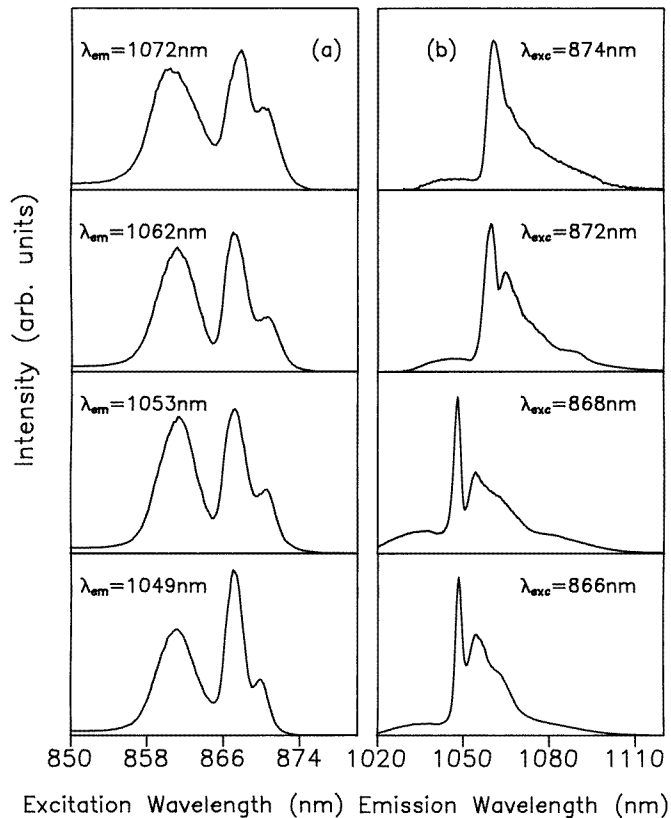 λem=1072nm (a)
(b) λexc=874nm
λem=1062nm
λexc=872nm
λem=1053nm
λexc=868nm
λem=1049nm
λexc=866nm
Intensity (arb. units)
850 858 866 874 1020 1050 1080 1110
Excitation Wavelength (nm) Emission Wavelength (nm)